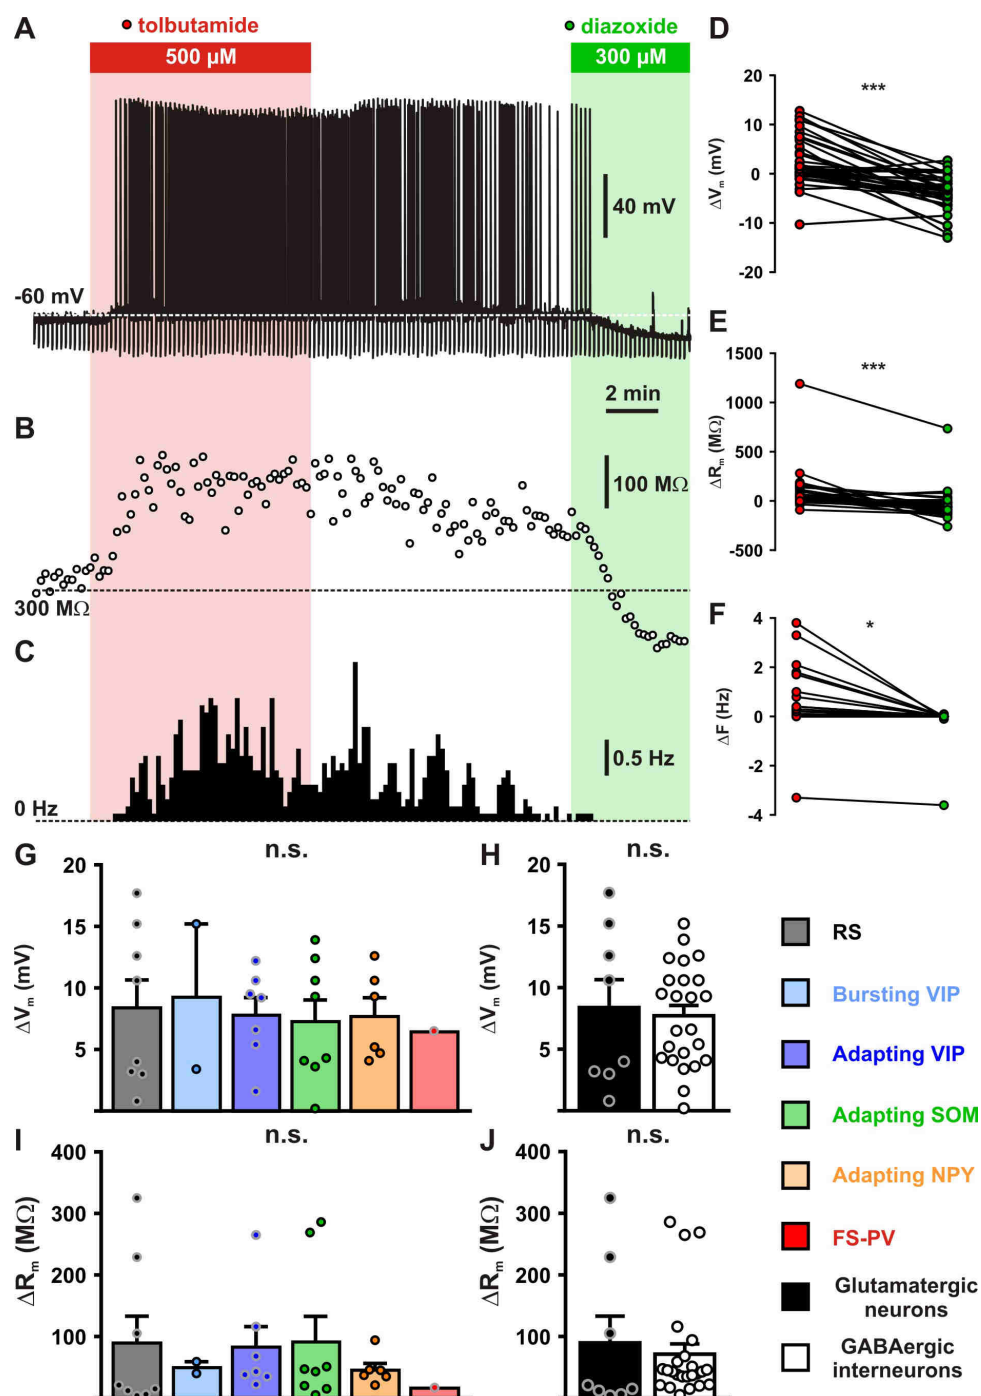 A
tolbutamide
diazoxide
500 µM
300 µM
-60 mV
40 mV
2 min
B
100 MΩ
300 MΩ
C
0.5 Hz
0 Hz
D
***
20
10
0
-10
-20
ΔVm (mV)
E
***
1500
1000
500
0
-500
ΔRm (MΩ)
F
*
4
2
0
-2
-4
ΔF (Hz)
G
n.s.
20
15
10
5
ΔVm (mV)
H
n.s.
20
15
10
5
ΔVm (mV)
I
n.s.
400
300
200
100
ΔRm (MΩ)
J
n.s.
400
300
200
100
ΔRm (MΩ)
RS
Bursting VIP
Adapting VIP
Adapting SOM
Adapting NPY
FS-PV
Glutamatergic
neurons
GABAergic
interneurons